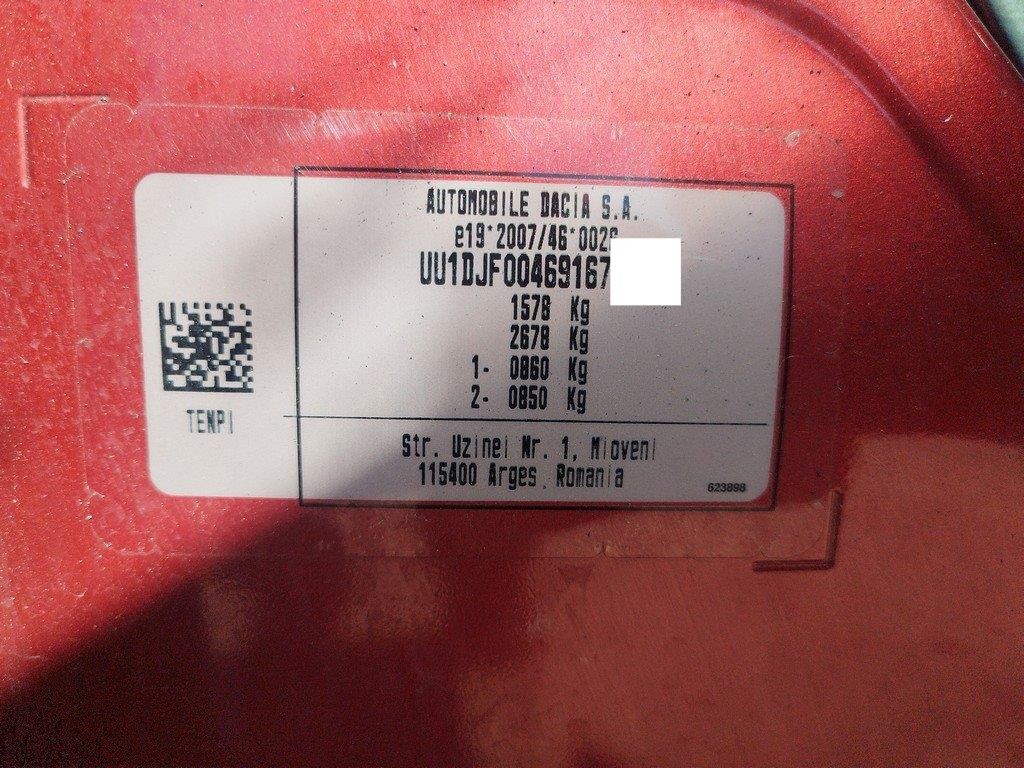 AUTOMOBILE DACIA S.A.
e19*2007/46*002
UU1DJF00469167
1578 Kg
2678 Kg
1- 0860 Kg
2- 0850 Kg
TENPI
Str. Uzinei Nr. 1, Mioveni
115400 Arges, Romania
623898